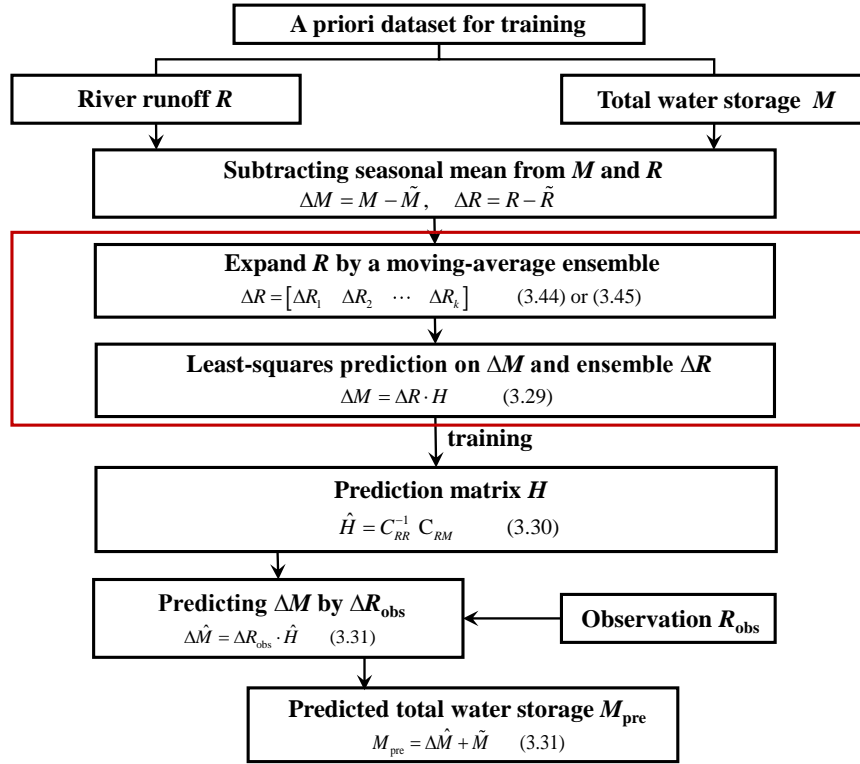 A priori dataset for training
River runoff R
Total water storage M
Subtracting seasonal mean from M and R
ΔM = M − M̃, ΔR = R − R̃
Expand R by a moving-average ensemble
ΔR = [ΔR₁ ΔR₂ ⋯ ΔRₖ] (3.44) or (3.45)
Least-squares prediction on ΔM and ensemble ΔR
ΔM = ΔR · H (3.29)
training
Prediction matrix H
Ĥ = C_RR^−1 C_RM (3.30)
Predicting ΔM by ΔR_obs
ΔM̂ = ΔR_obs · Ĥ (3.31)
Observation R_obs
Predicted total water storage M_pre
M_pre = ΔM̂ + M̃ (3.31)